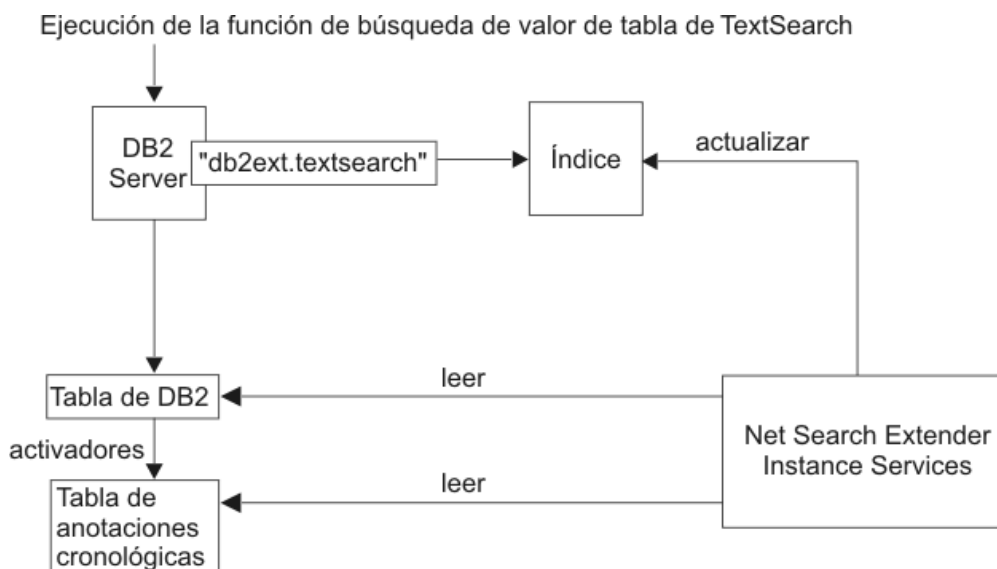 Ejecución de la función de búsqueda de valor de tabla de TextSearch
DB2
Server
"db2ext.textsearch"
Índice
actualizar
Tabla de DB2
leer
activadores
Net Search Extender
Instance Services
Tabla de
anotaciones
cronológicas
leer